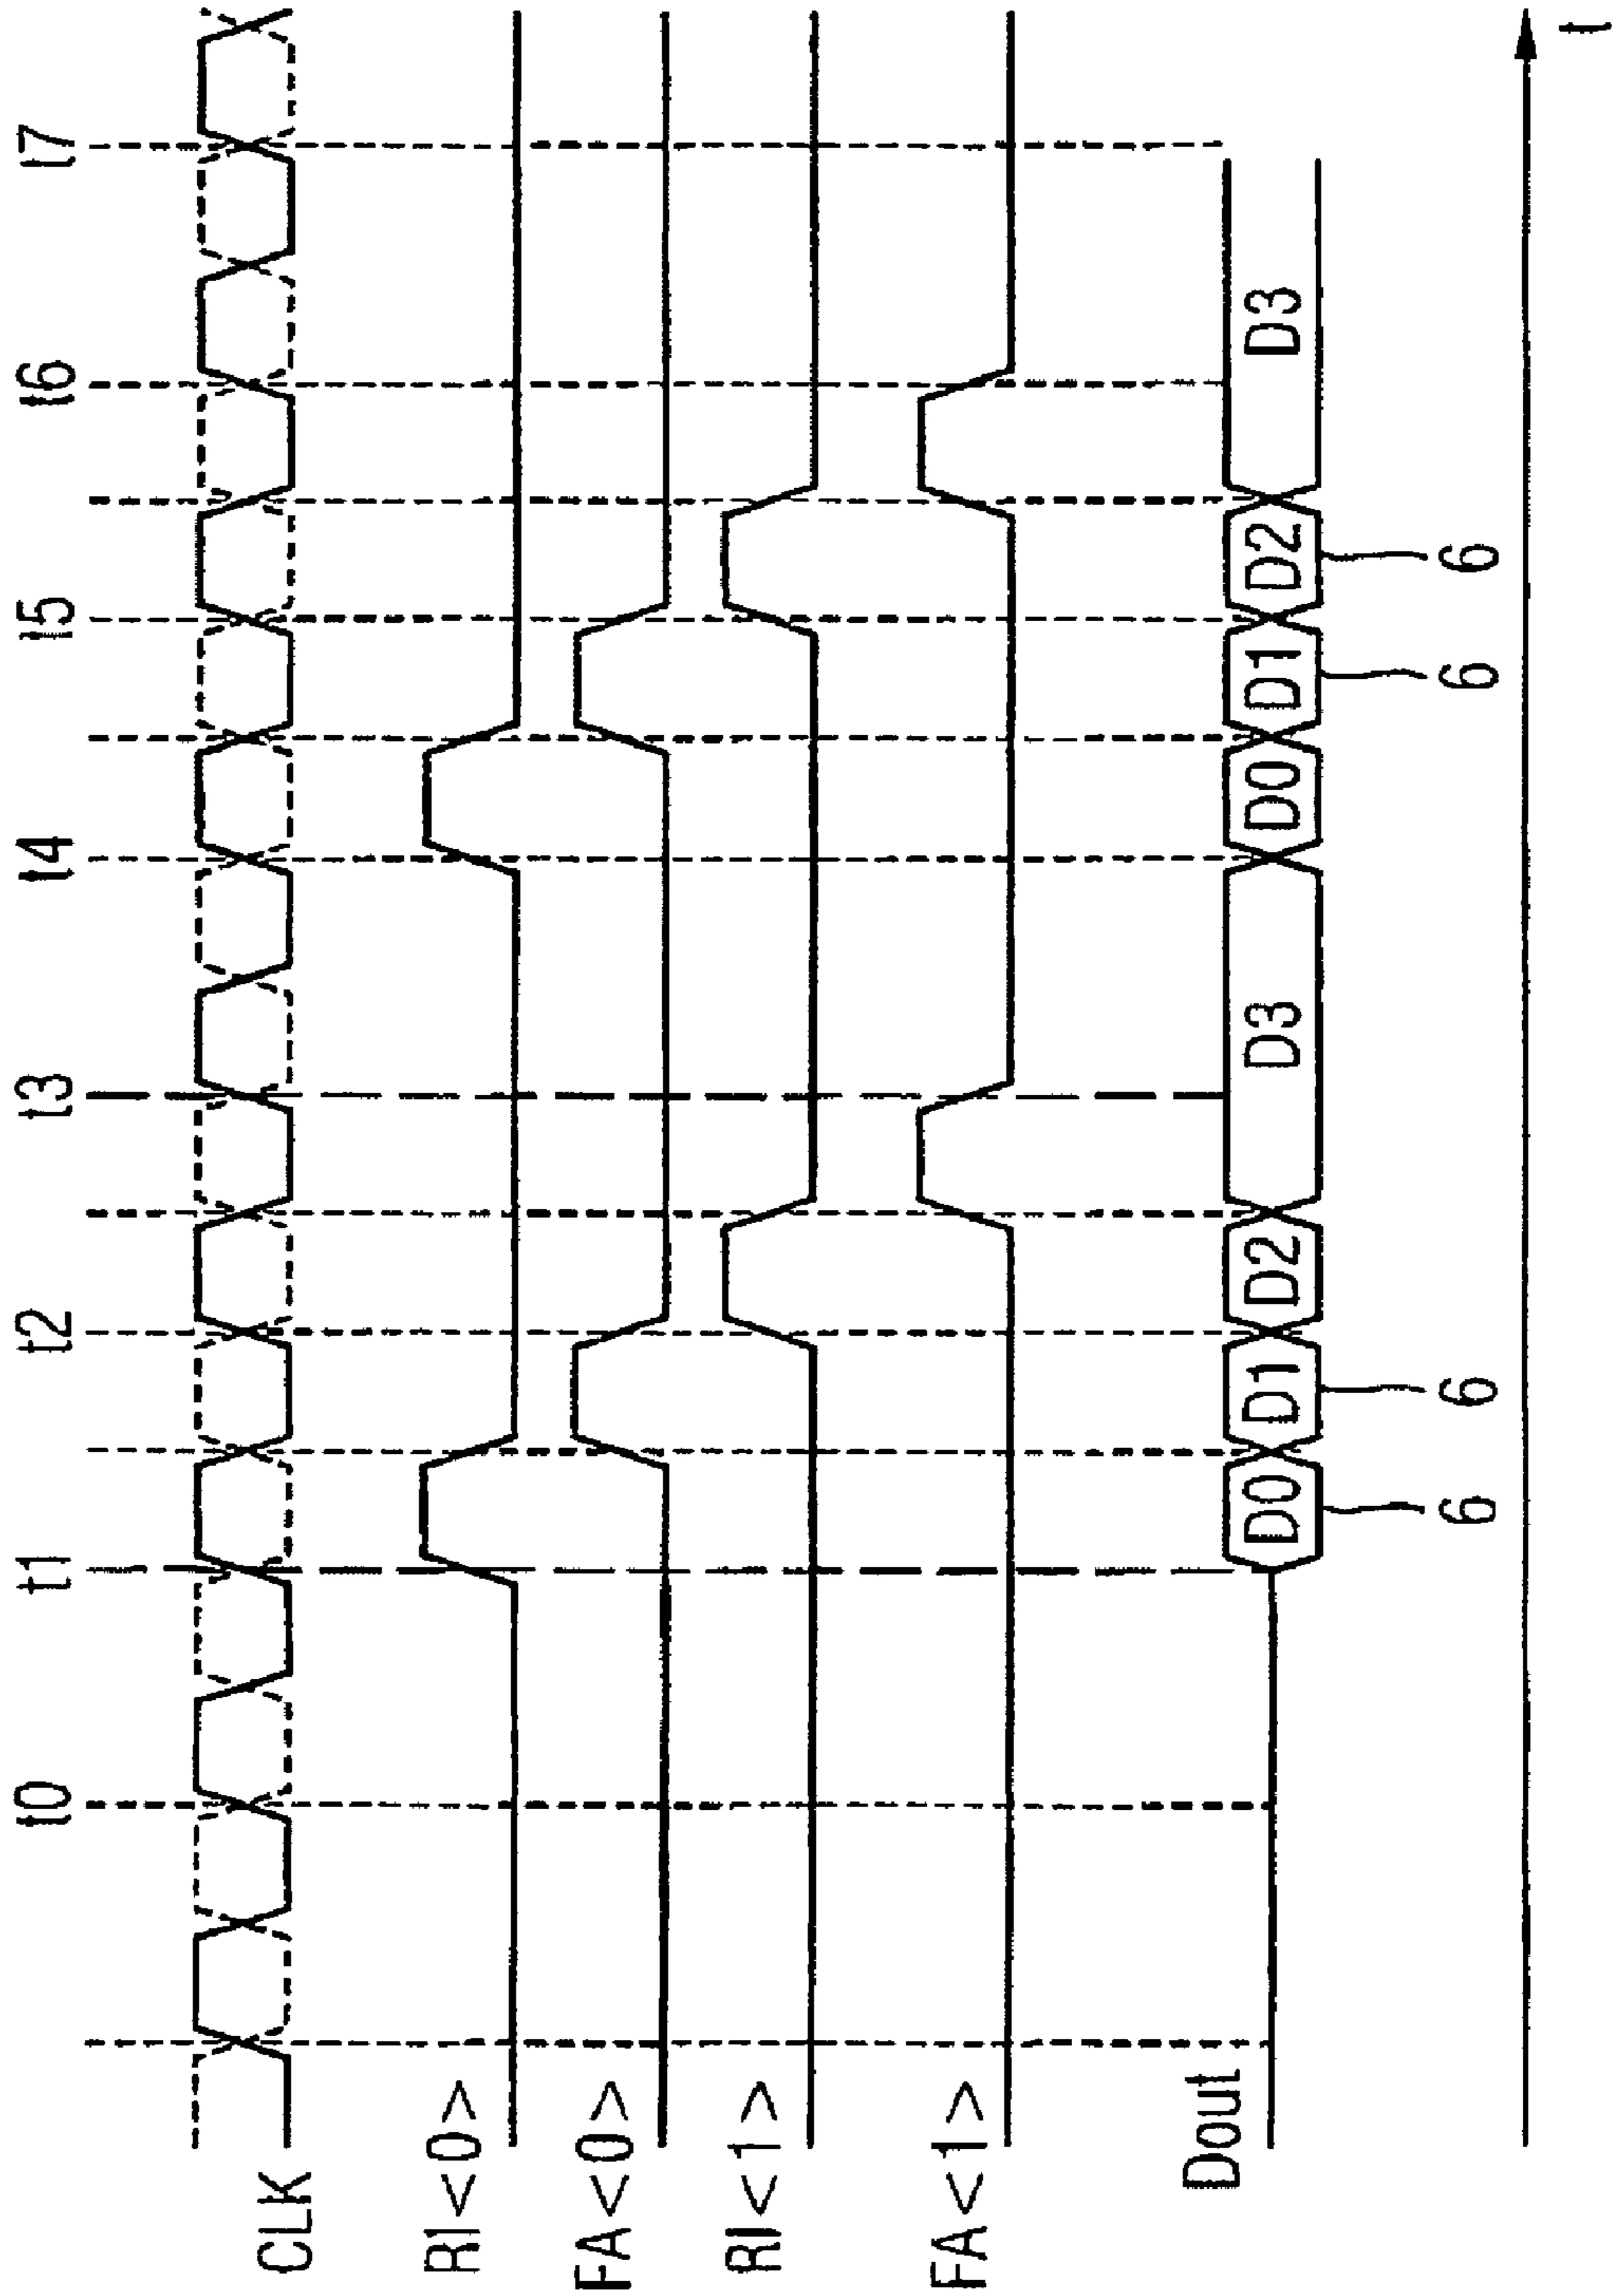 t0 t1 t2 t3 t4 t5 t6 t7
CLK
RI<0>
FA<0>
RI<1>
FA<1>
Dout D0 D1 D2 D3 D0 D1 D2 D3
6 6 6 6
t